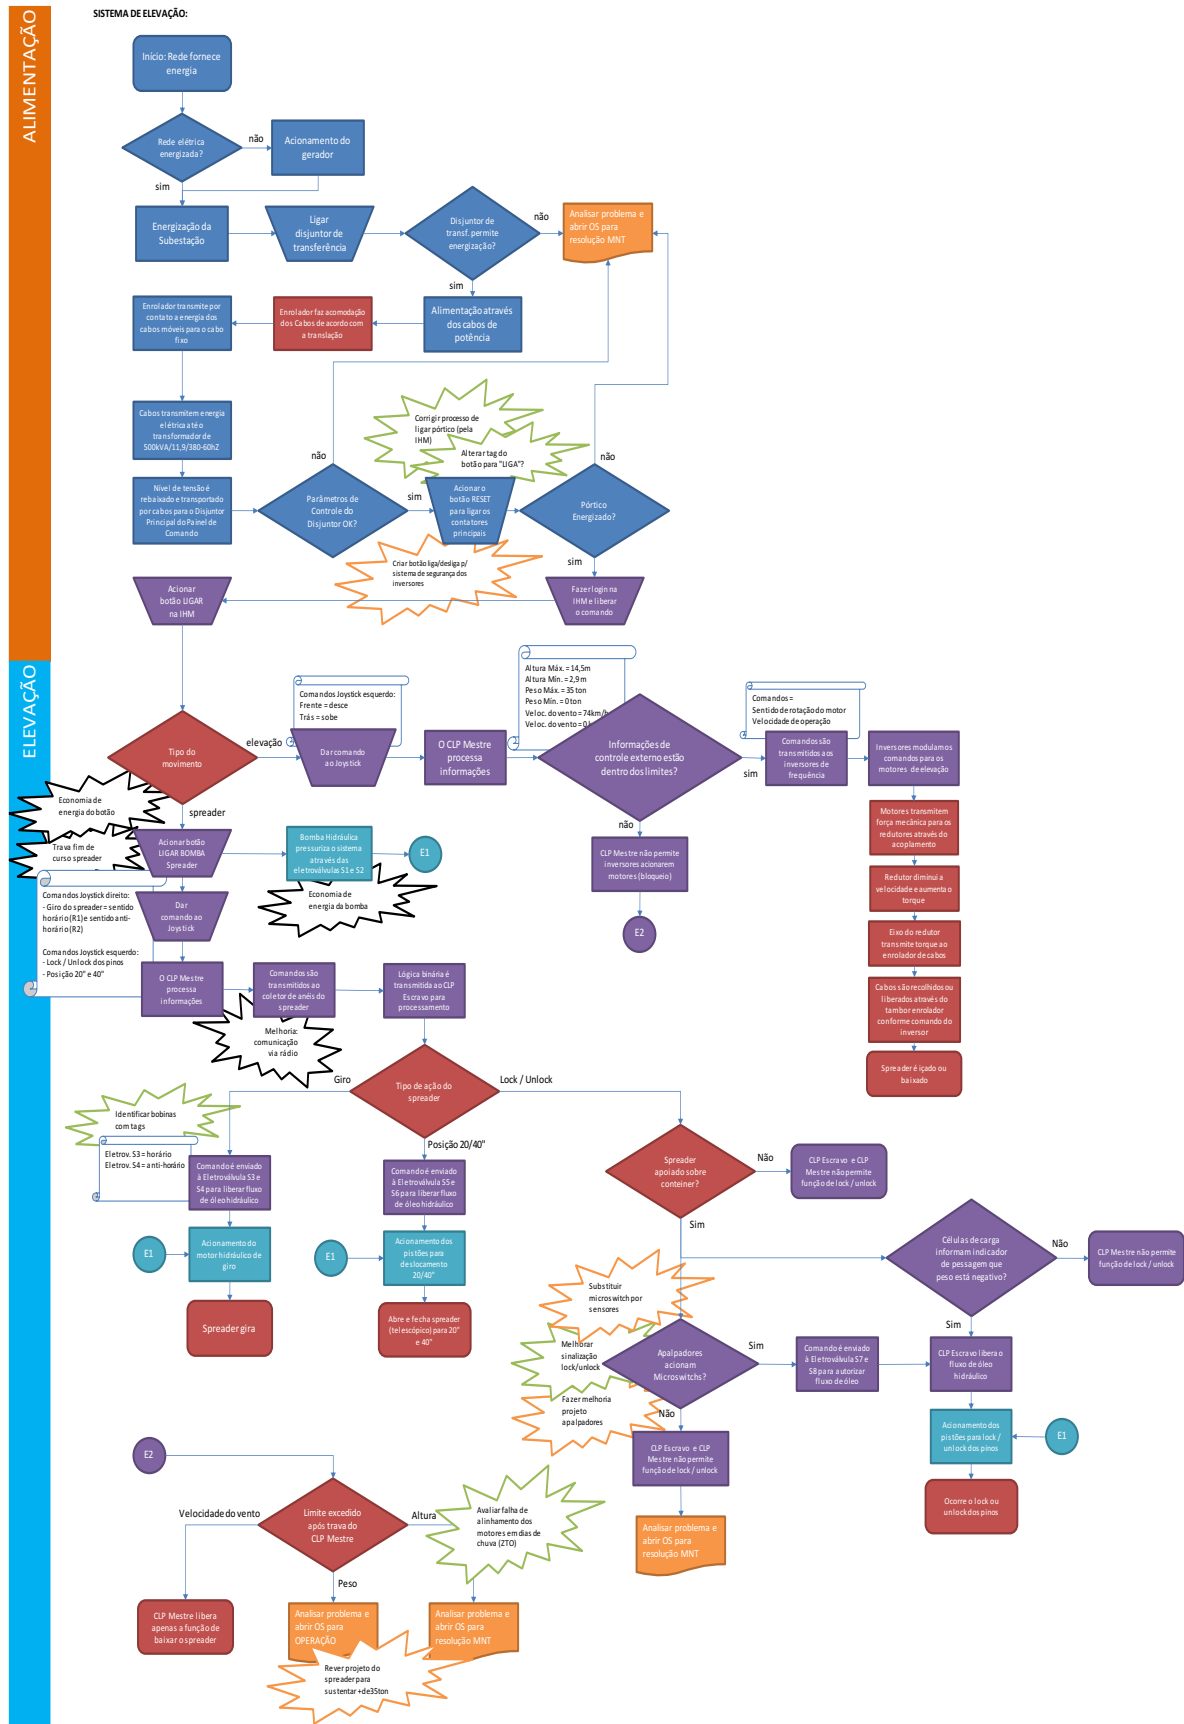 SISTEMA DE ELEVAÇÃO:
ALIMENTAÇÃO
Início: Rede fornece
energia
Rede elétrica
energizada?
não
Acionamento do
gerador
sim
Energização da
Subestação
Ligar
disjuntor de
transferência
Disjuntor de
transf. permite
energização?
não
Analisar problema e
abrir OS para
resolução MNT
sim
Enrolador transmite por
contato a energia dos
cabos móveis para o cabo
fixo
Enrolador faz acomodação
dos Cabos de acordo com
a translação
Alimentação através
dos cabos de
potência
Cabos transmitem energia
elétrica até o
transformador de
500kVA/11,9/380-60hZ
Corrigir processo de
ligar pórtico (pela
IHM)
Alterar tag do
botão para "LIGA"?
não
não
Nível de tensão é
rebaixado e transportado
por cabos para o Disjuntor
Principal do Painel de
Comando
Parâmetros de
Controle do
Disjuntor OK?
sim
Acionar o
botão RESET
para ligar os
contatores
principais
Pórtico
Energizado?
Criar botão liga/desliga p/
sistema de segurança dos
inversores
sim
Acionar
botão LIGAR
na IHM
Fazer login na
IHM e liberar
o comando
ELEVAÇÃO
Comandos Joystick esquerdo:
Frente = desce
Trás = sobe
Altura Máx. = 14,5m
Altura Mín. = 2,9m
Peso Máx. = 35 ton
Peso Mín. = 0 ton
Veloc. do vento = 74km/h
Veloc. do vento = 0
Comandos =
Sentido de rotação do motor
Velocidade de operação
Tipo do
movimento
elevação
Dar comando
ao Joystick
O CLP Mestre
processa
informações
Informações de
controle externo estão
dentro dos limites?
sim
Comandos são
transmitidos aos
inversores de
frequência
Inversores modulam os
comandos para os
motores de elevação
Economia de
energia do botão
spreader
não
Motores transmitem
força mecânica para os
redutores através do
acoplamento
Trava fim de
curso spreader
Acionar botão
LIGAR BOMBA
Spreader
Bomba Hidráulica
pressuriza o sistema
através das
eletroválvulas S1 e S2
E1
CLP Mestre não permite
inversores acionarem
motores (bloqueio)
Redutor diminui a
velocidade e aumenta o
torque
Comandos Joystick direito:
- Giro do spreader = sentido
horário (R1) e sentido anti-
horário (R2)
Comandos Joystick esquerdo:
- Lock / Unlock dos pinos
- Posição 20" e 40"
Dar
comando ao
Joystick
Economia de
energia da bomba
E2
Eixo do redutor
transmite torque ao
enrolador de cabos
O CLP Mestre
processa
informações
Comandos são
transmitidos ao
coletor de anéis do
spreader
Lógica binária é
transmitida ao CLP
Escravo para
processamento
Cabos são recolhidos ou
liberados através do
tambor enrolador
conforme comando do
inversor
Melhoria:
comunicação
via rádio
Spreader é içado ou
baixado
Giro
Tipo de ação do
spreader
Lock / Unlock
Identificar bobinas
com tags
Eletrov. S3 = horário
Eletrov. S4 = anti-horário
Posição 20/40"
Comando é enviado
à Eletroválvula S3 e
S4 para liberar fluxo
de óleo hidráulico
Comando é enviado
à Eletroválvula S5 e
S6 para liberar fluxo
de óleo hidráulico
Spreader
apoiado sobre
conteiner?
Não
CLP Escravo e CLP
Mestre não permite
função de lock / unlock
Sim
E1
Acionamento do
motor hidráulico de
giro
E1
Acionamento dos
pistões para
deslocamento
20/40"
Células de carga
informam indicador
de pessagem que
peso está negativo?
Não
CLP Mestre não permite
função de lock / unlock
Spreader gira
Abre e fecha spreader
(telescópico) para 20"
e 40"
Substituir
microswitch por
sensores
Sim
Melhorar
sinalização
lock/unlock
Apalpadores
acionam
Microswitchs?
Sim
Comando é enviado
à Eletroválvula S7 e
S8 para autorizar
fluxo de óleo
CLP Escravo libera o
fluxo de óleo
hidráulico
Fazer melhoria
projeto
apalpadores
Não
CLP Escravo e CLP
Mestre não permite
função de lock / unlock
Acionamento dos
pistões para lock /
unlock dos pinos
E1
E2
Ocorre o lock ou
unlock dos pinos
Velocidade do vento
Limite excedido
após trava do
CLP Mestre
Altura
Avaliar falha de
alinhamento dos
motores em dias de
chuva (ZTO)
Analisar problema e
abrir OS para
resolução MNT
Peso
CLP Mestre libera
apenas a função de
baixar o spreader
Analisar problema e
abrir OS para
OPERAÇÃO
Analisar problema e
abrir OS para
resolução MNT
Rever projeto do
spreader para
sustentar +de35ton